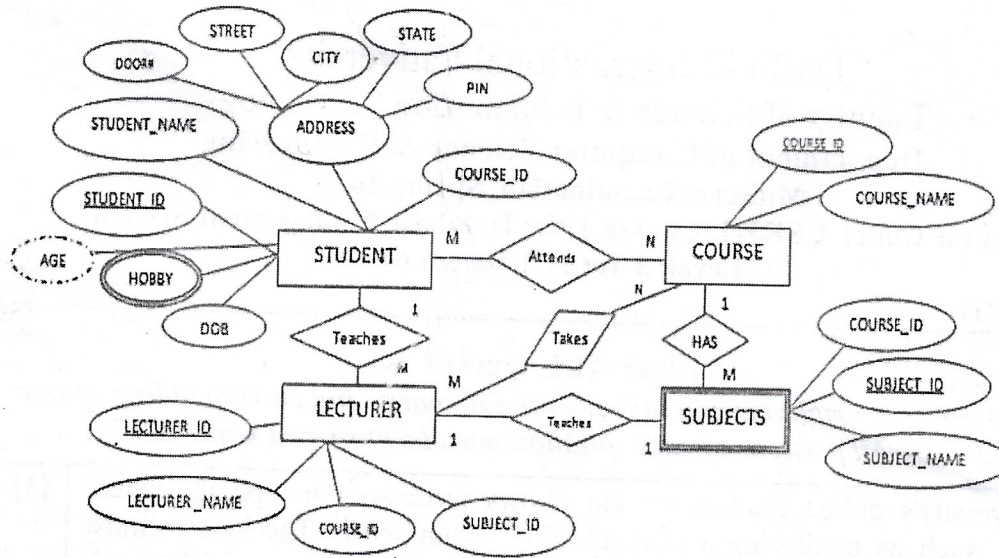 STREET
STATE
DOOR#
CITY
PIN
STUDENT_NAME
ADDRESS
COURSE_ID
COURSE_ID
STUDENT_ID
COURSE_NAME
AGE
STUDENT
M
Attends
N
COURSE
HOBBY
N
DOB
1
1
COURSE_ID
Teaches
Takes
HAS
M
M
M
SUBJECT_ID
LECTURER_ID
LECTURER
SUBJECTS
Teaches
1
1
SUBJECT_NAME
LECTURER_NAME
COURSE_ID
SUBJECT_ID